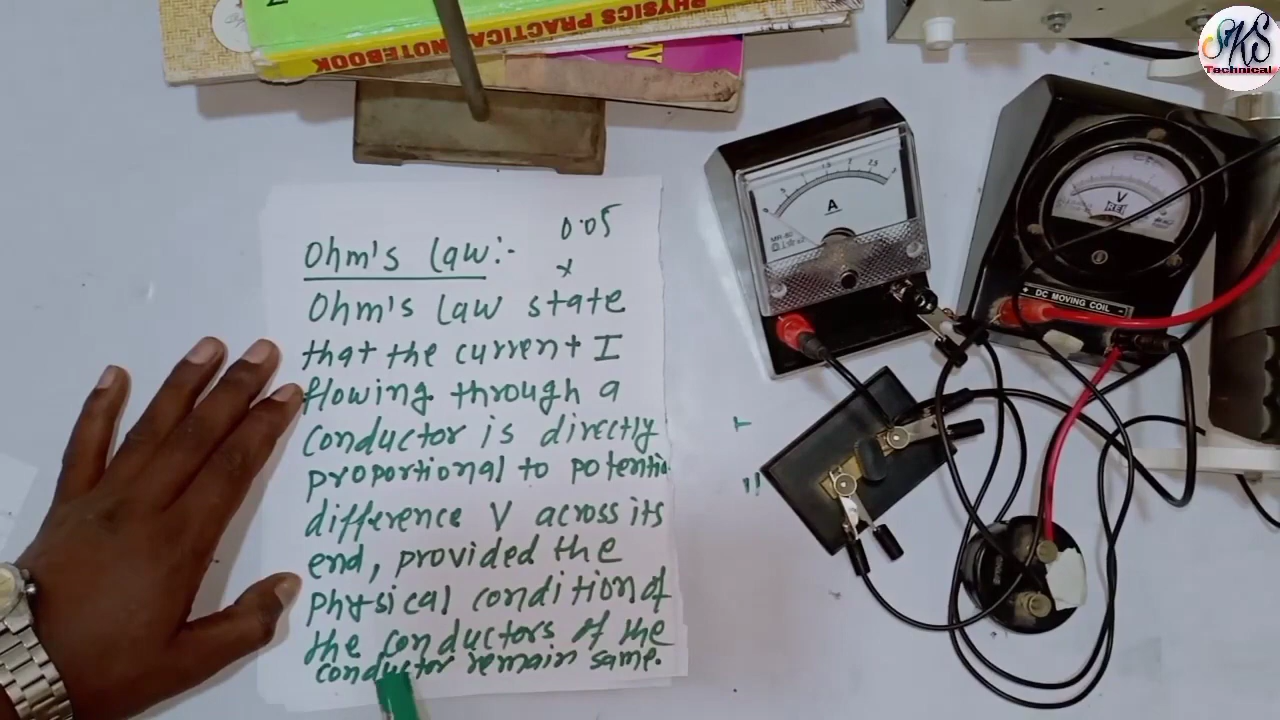 PHYSICS PRACTICAL NOTEBOOK
SKS
Technical
0.05
x
Ohm's law:-
Ohm's law state
that the current I
flowing through a
conductor is directly
proportional to potentia
difference V across its
end, provided the
physical condition of
the conductors of the
conductor remain same.
A
V
REI
+ DC MOVING COIL -